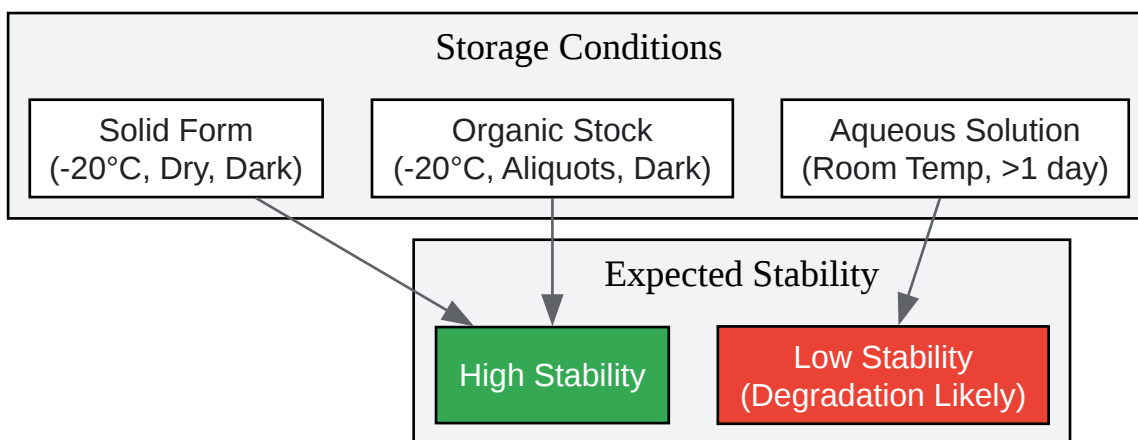 Storage Conditions
Solid Form
(-20°C, Dry, Dark)
Organic Stock
(-20°C, Aliquots, Dark)
Aqueous Solution
(Room Temp, >1 day)
Expected Stability
High Stability
Low Stability
(Degradation Likely)